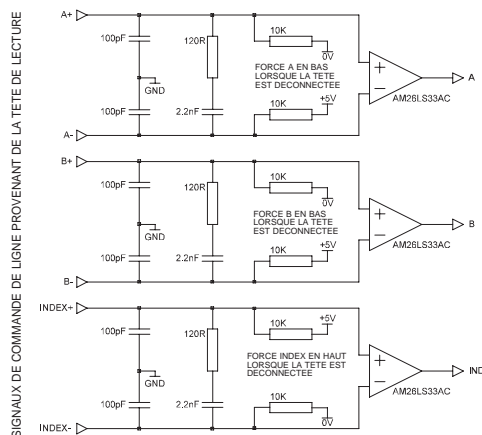 SIGNAUX DE COMMANDE DE LIGNE PROVENANT DE LA TETE DE LECTURE
A+
100pF
120R
10K
0V
FORCE A EN BAS
LORSQUE LA TETE
EST DECONNECTEE
GND
+5V
100pF
2.2nF
10K
A-
+
−
AM26LS33AC
A
B+
100pF
120R
10K
0V
FORCE B EN BAS
LORSQUE LA TETE
EST DECONNECTEE
GND
+5V
100pF
2.2nF
10K
B-
+
−
AM26LS33AC
B
INDEX+
100pF
120R
10K
+5V
FORCE INDEX EN HAUT
LORSQUE LA TETE EST
DECONNECTEE
GND
100pF
2.2nF
10K
0V
INDEX-
+
−
AM26LS33AC
IND